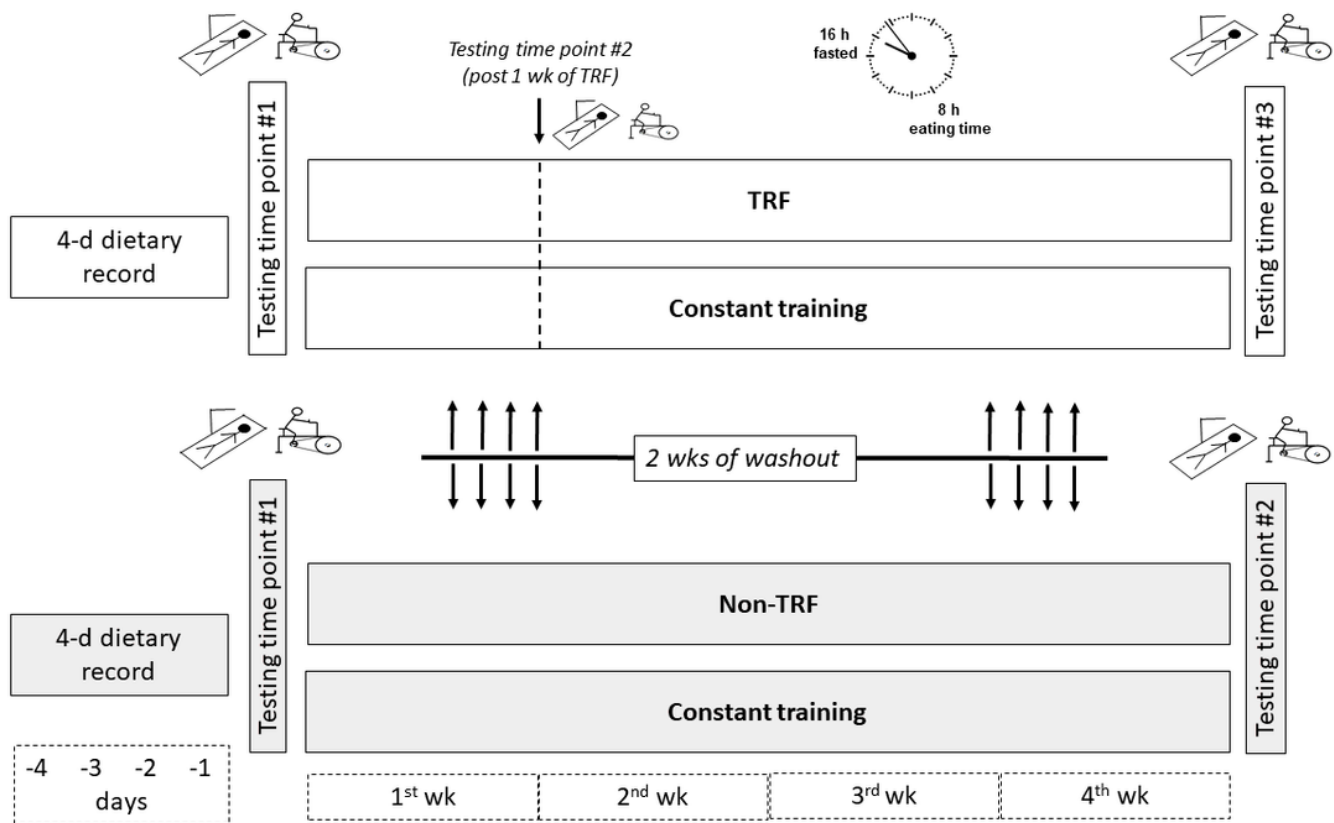 Testing time point #2
(post 1 wk of TRF)
16 h
fasted
8 h
eating time
4-d dietary
record
Testing time point #1
TRF
Constant training
Testing time point #3
2 wks of washout
4-d dietary
record
Testing time point #1
Non-TRF
Constant training
Testing time point #2
-4 -3 -2 -1
days
1st wk
2nd wk
3rd wk
4th wk